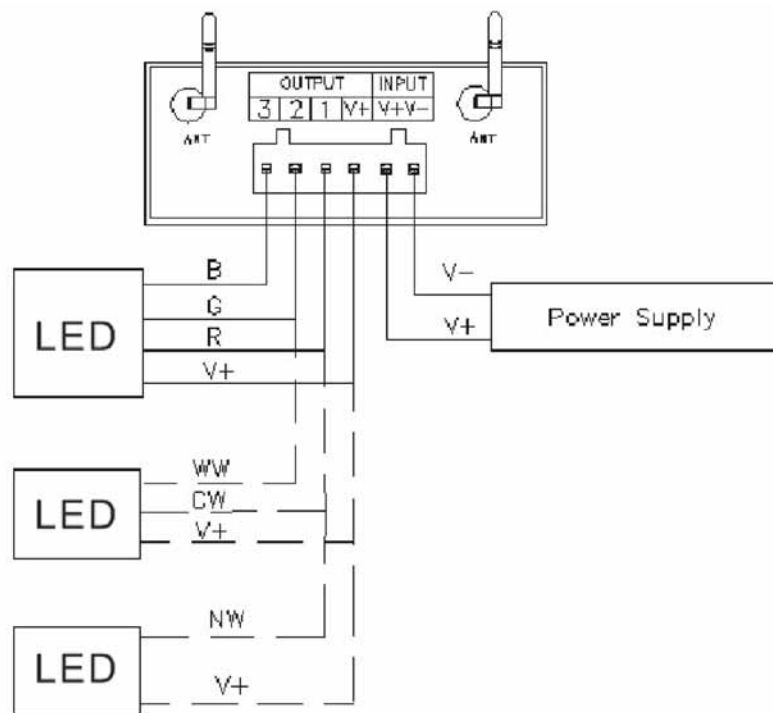 OUTPUT INPUT
3 2 1 V+ V+ V-
ANT
ANT
B
G
R
V+
LED
V-
V+
Power Supply
WW
CW
V+
LED
NW
V+
LED